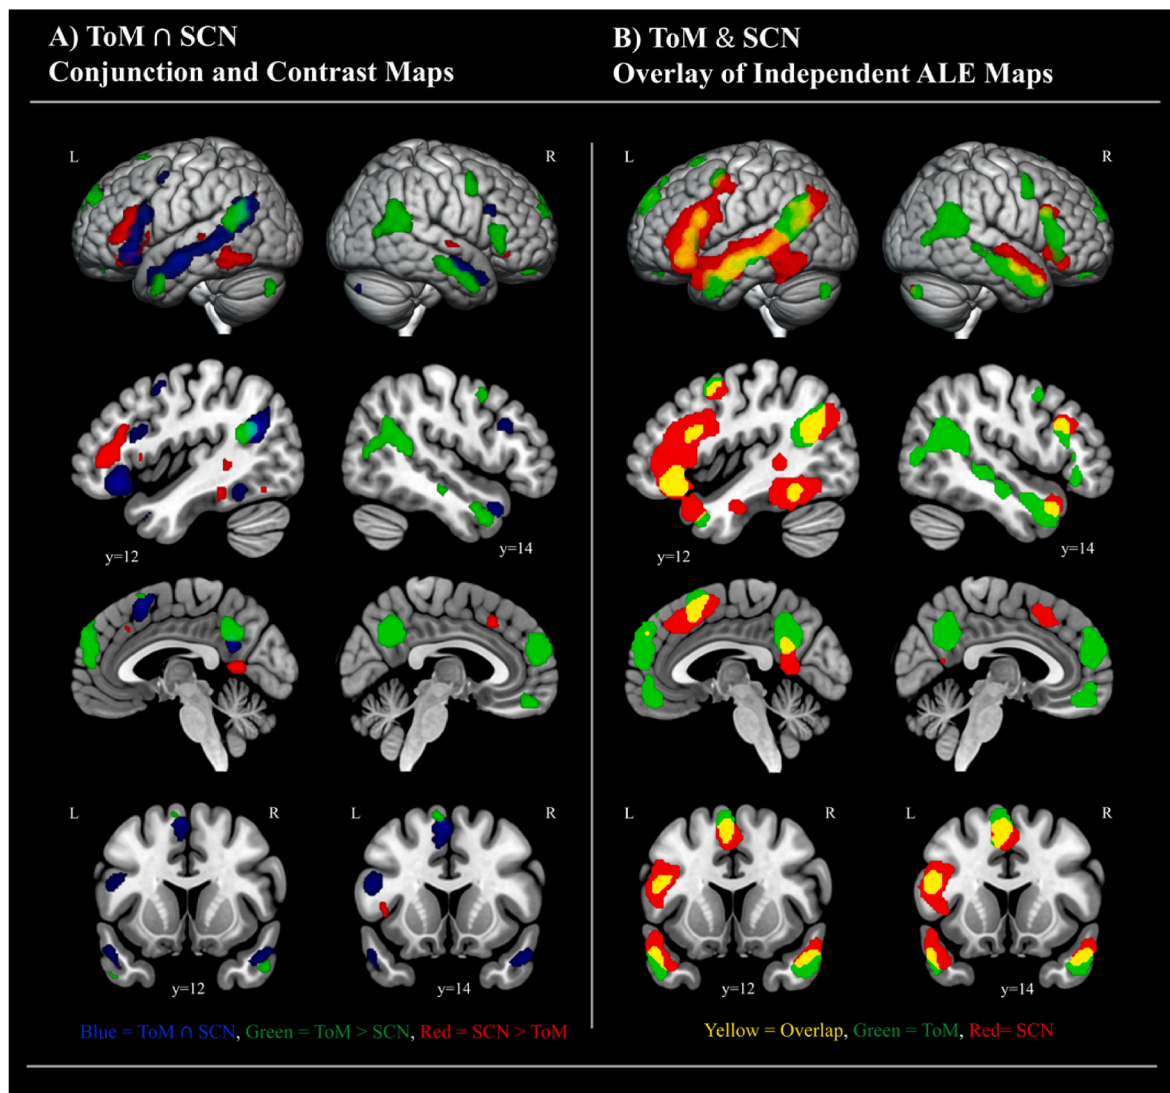 A) ToM ∩ SCN
Conjunction and Contrast Maps
B) ToM & SCN
Overlay of Independent ALE Maps
L
R
L
R
y=12
y=14
y=12
y=14
L
R
L
R
y=12
y=14
y=12
y=14
Blue = ToM ∩ SCN, Green = ToM > SCN, Red = SCN > ToM
Yellow = Overlap, Green = ToM, Red= SCN